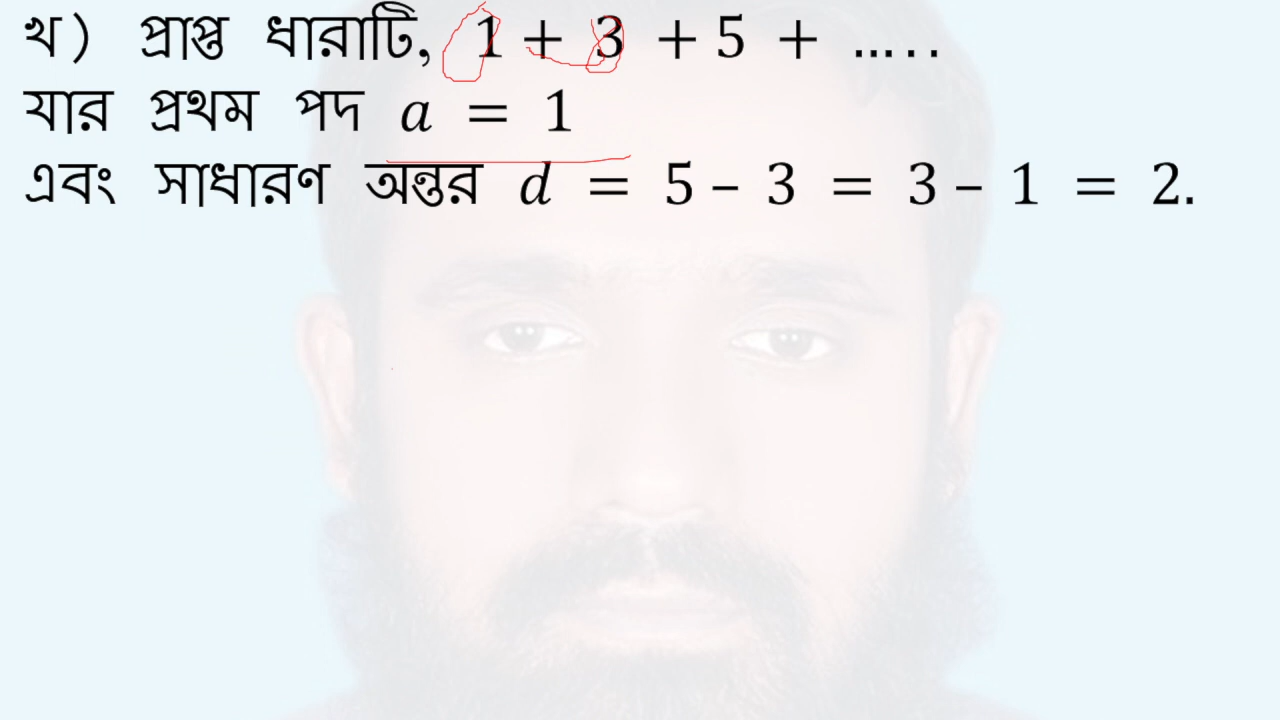 খ) প্রাপ্ত ধারাটি, 1 + 3 + 5 + .....
যার প্রথম পদ a = 1
এবং সাধারণ অন্তর d = 5 – 3 = 3 – 1 = 2.